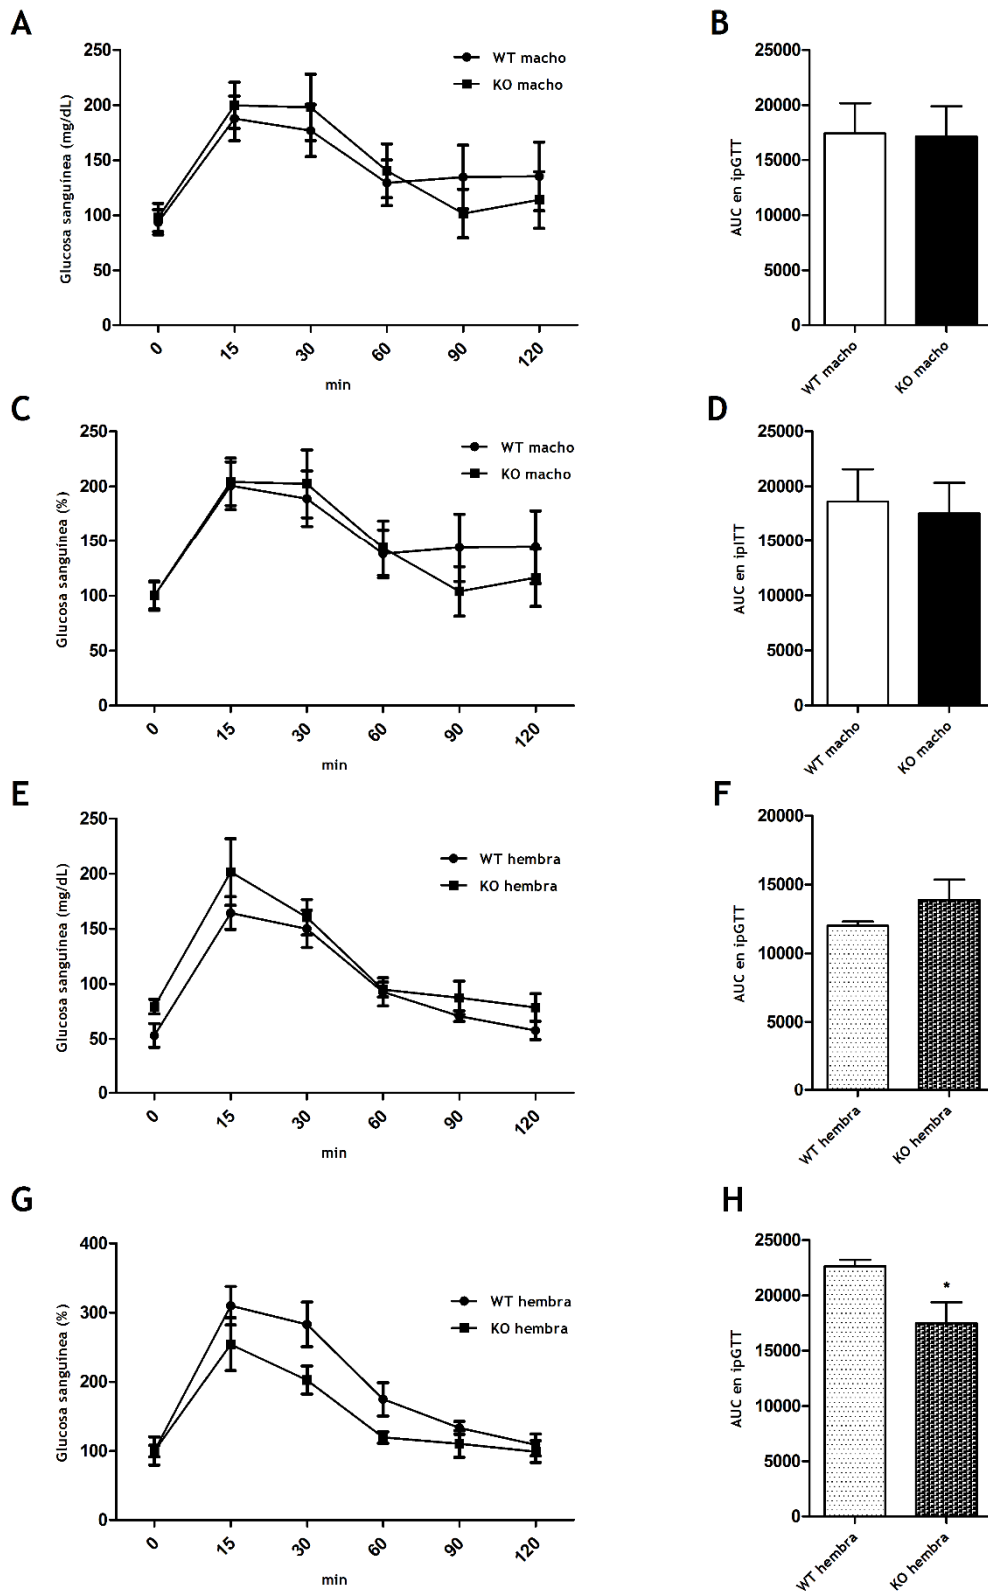 A
Glucosa sanguínea (mg/dL)
250
200
150
100
50
0
WT macho
KO macho
0
15
30
60
90
120
min
B
AUC en ipGTT
25000
20000
15000
10000
5000
0
WT macho
KO macho
C
Glucosa sanguínea (%)
250
200
150
100
50
0
WT macho
KO macho
0
15
30
60
90
120
min
D
AUC en ipITT
25000
20000
15000
10000
5000
0
WT macho
KO macho
E
Glucosa sanguínea (mg/dL)
250
200
150
100
50
0
WT hembra
KO hembra
0
15
30
60
90
120
min
F
AUC en ipGTT
20000
15000
10000
5000
0
WT hembra
KO hembra
G
Glucosa sanguínea (%)
400
300
200
100
0
WT hembra
KO hembra
0
15
30
60
90
120
min
H
AUC en ipGTT
25000
20000
15000
10000
5000
0
*
WT hembra
KO hembra